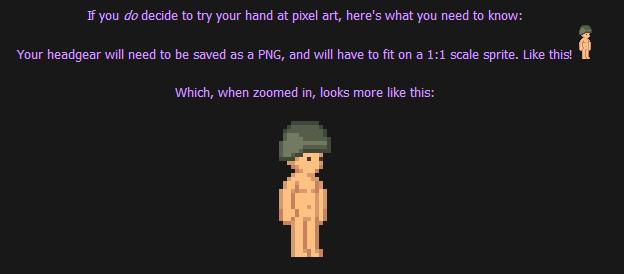 If you do decide to try your hand at pixel art, here's what you need to know:
Your headgear will need to be saved as a PNG, and will have to fit on a 1:1 scale sprite. Like this!
Which, when zoomed in, looks more like this: